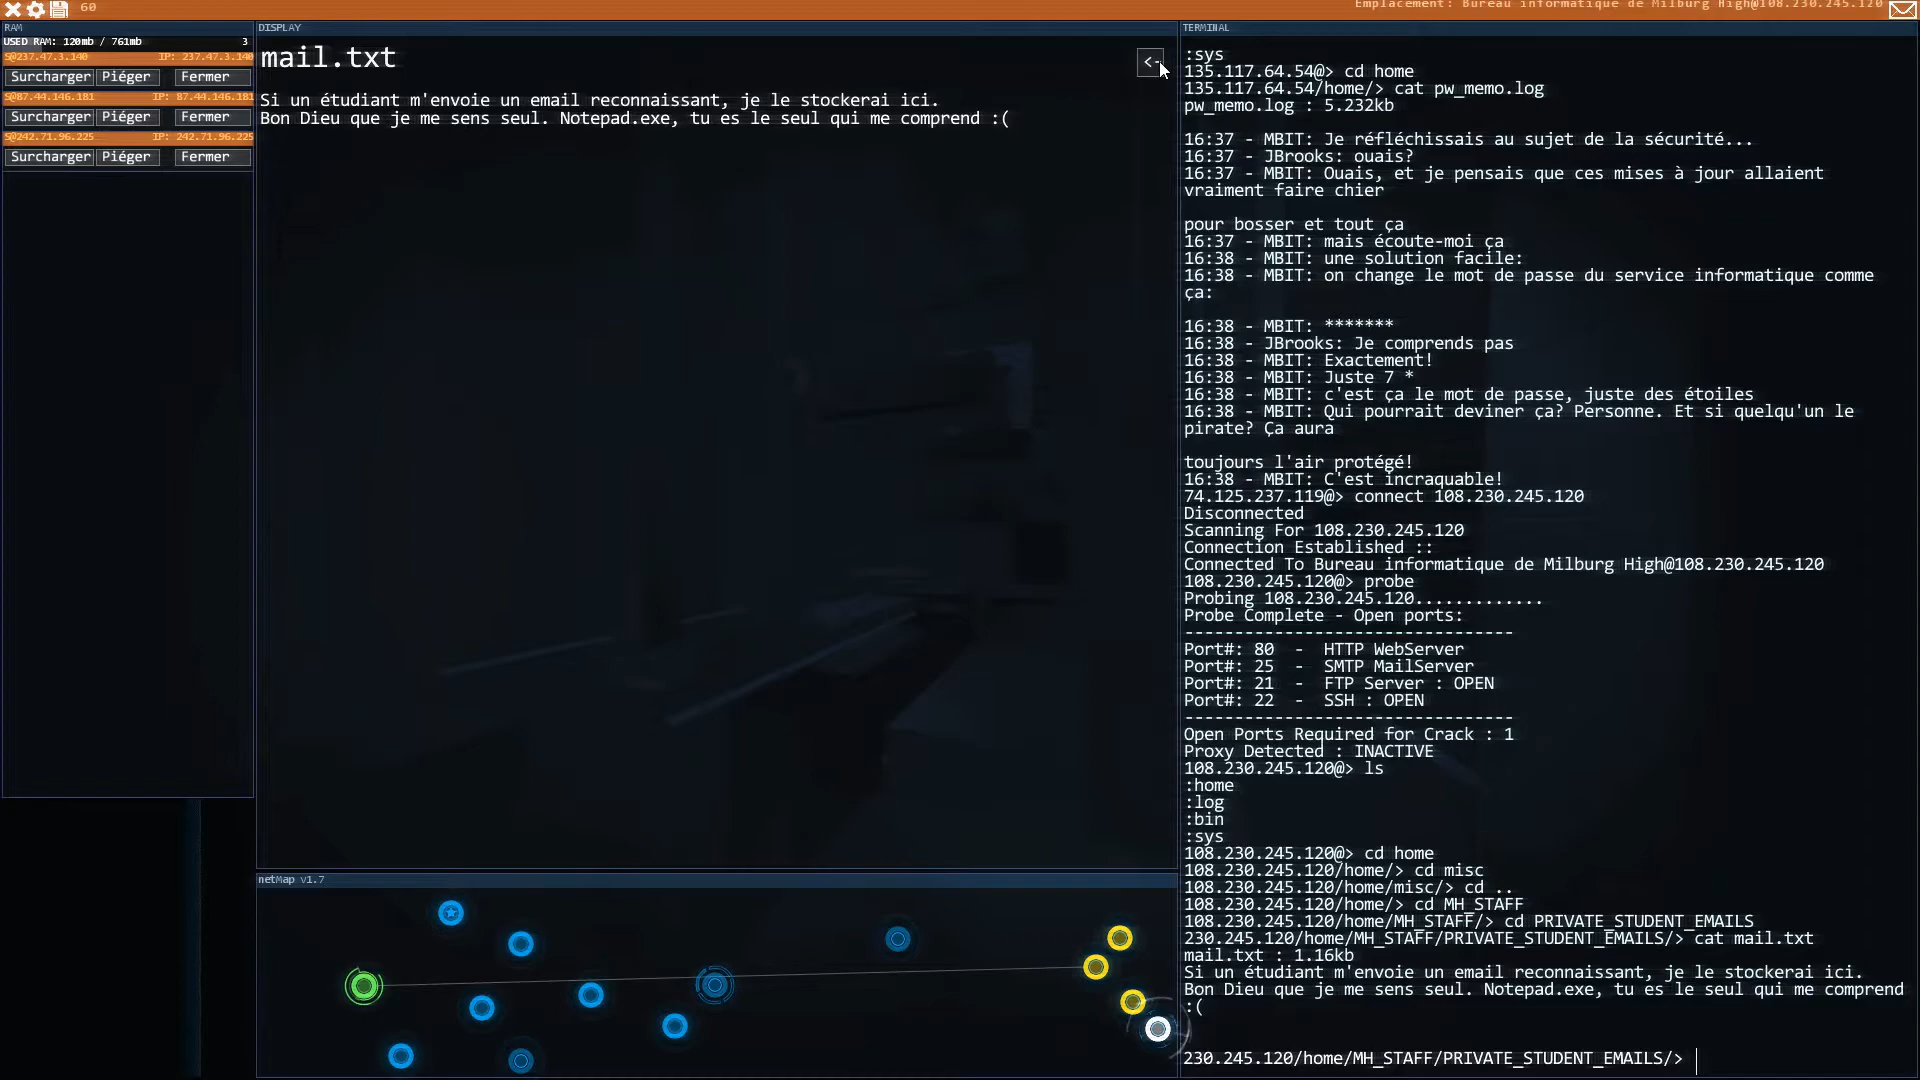 60
Emplacement: Bureau informatique de Milburg High@108.230.245.120
RAM
USED RAM: 120mb / 761mb 3
S@237.47.3.140 IP: 237.47.3.140
Surcharger Piéger Fermer
S@87.44.146.181 IP: 87.44.146.181
Surcharger Piéger Fermer
S@242.71.96.225 IP: 242.71.96.225
Surcharger Piéger Fermer
DISPLAY
mail.txt
<-
Si un étudiant m'envoie un email reconnaissant, je le stockerai ici.
Bon Dieu que je me sens seul. Notepad.exe, tu es le seul qui me comprend :(
netMap v1.7
TERMINAL
:sys
135.117.64.54@> cd home
135.117.64.54/home/> cat pw_memo.log
pw_memo.log : 5.232kb
16:37 - MBIT: Je réfléchissais au sujet de la sécurité...
16:37 - JBrooks: ouais?
16:37 - MBIT: Ouais, et je pensais que ces mises à jour allaient
vraiment faire chier
pour bosser et tout ça
16:37 - MBIT: mais écoute-moi ça
16:38 - MBIT: une solution facile:
16:38 - MBIT: on change le mot de passe du service informatique comme
ça:
16:38 - MBIT: *******
16:38 - JBrooks: Je comprends pas
16:38 - MBIT: Exactement!
16:38 - MBIT: Juste 7 *
16:38 - MBIT: c'est ça le mot de passe, juste des étoiles
16:38 - MBIT: Qui pourrait deviner ça? Personne. Et si quelqu'un le
pirate? Ça aura
toujours l'air protégé!
16:38 - MBIT: C'est incraquable!
74.125.237.119@> connect 108.230.245.120
Disconnected
Scanning For 108.230.245.120
Connection Established ::
Connected To Bureau informatique de Milburg High@108.230.245.120
108.230.245.120@> probe
Probing 108.230.245.120.............
Probe Complete - Open ports:
---------------------------------
Port#: 80 - HTTP WebServer
Port#: 25 - SMTP MailServer
Port#: 21 - FTP Server : OPEN
Port#: 22 - SSH : OPEN
---------------------------------
Open Ports Required for Crack : 1
Proxy Detected : INACTIVE
108.230.245.120@> ls
:home
:log
:bin
:sys
108.230.245.120@> cd home
108.230.245.120/home/> cd misc
108.230.245.120/home/misc/> cd ..
108.230.245.120/home/> cd MH_STAFF
108.230.245.120/home/MH_STAFF/> cd PRIVATE_STUDENT_EMAILS
230.245.120/home/MH_STAFF/PRIVATE_STUDENT_EMAILS/> cat mail.txt
mail.txt : 1.16kb
Si un étudiant m'envoie un email reconnaissant, je le stockerai ici.
Bon Dieu que je me sens seul. Notepad.exe, tu es le seul qui me comprend
:(
230.245.120/home/MH_STAFF/PRIVATE_STUDENT_EMAILS/>